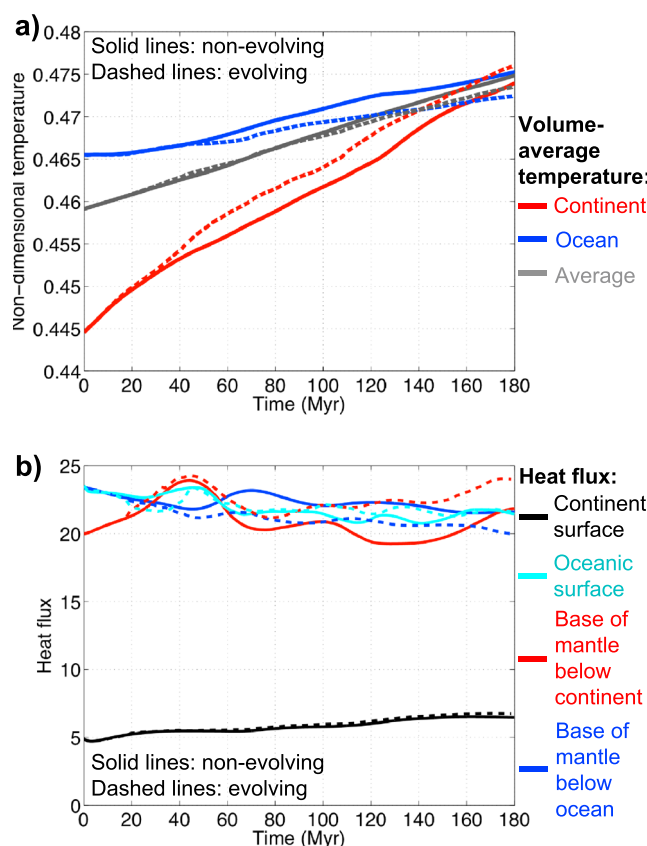 a)
0.48
0.475
0.47
0.465
0.46
0.455
0.45
0.445
0.44
Non-dimensional temperature
Solid lines: non-evolving
Dashed lines: evolving
0 20 40 60 80 100 120 140 160 180
Time (Myr)
Volume-
average
temperature:
Continent
Ocean
Average
b)
25
20
15
10
5
0
Heat flux
Solid lines: non-evolving
Dashed lines: evolving
0 20 40 60 80 100 120 140 160 180
Time (Myr)
Heat flux:
Continent
surface
Oceanic
surface
Base of
mantle
below
continent
Base of
mantle
below
ocean